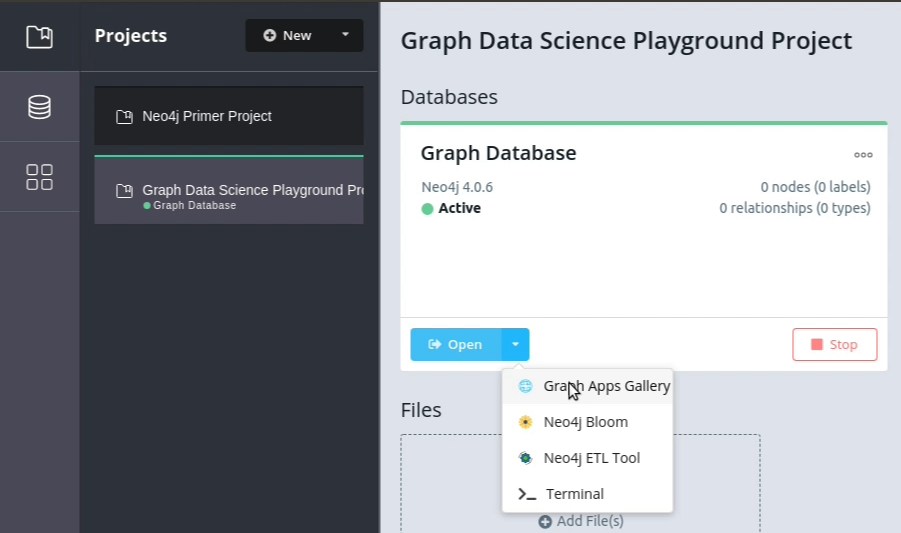 Projects
New
Neo4j Primer Project
Graph Data Science Playground Pr
Graph Database
Graph Data Science Playground Project
Databases
Graph Database
Neo4j 4.0.6
0 nodes (0 labels)
Active
0 relationships (0 types)
Open
Stop
Graph Apps Gallery
Neo4j Bloom
Neo4j ETL Tool
Terminal
Files
Add File(s)